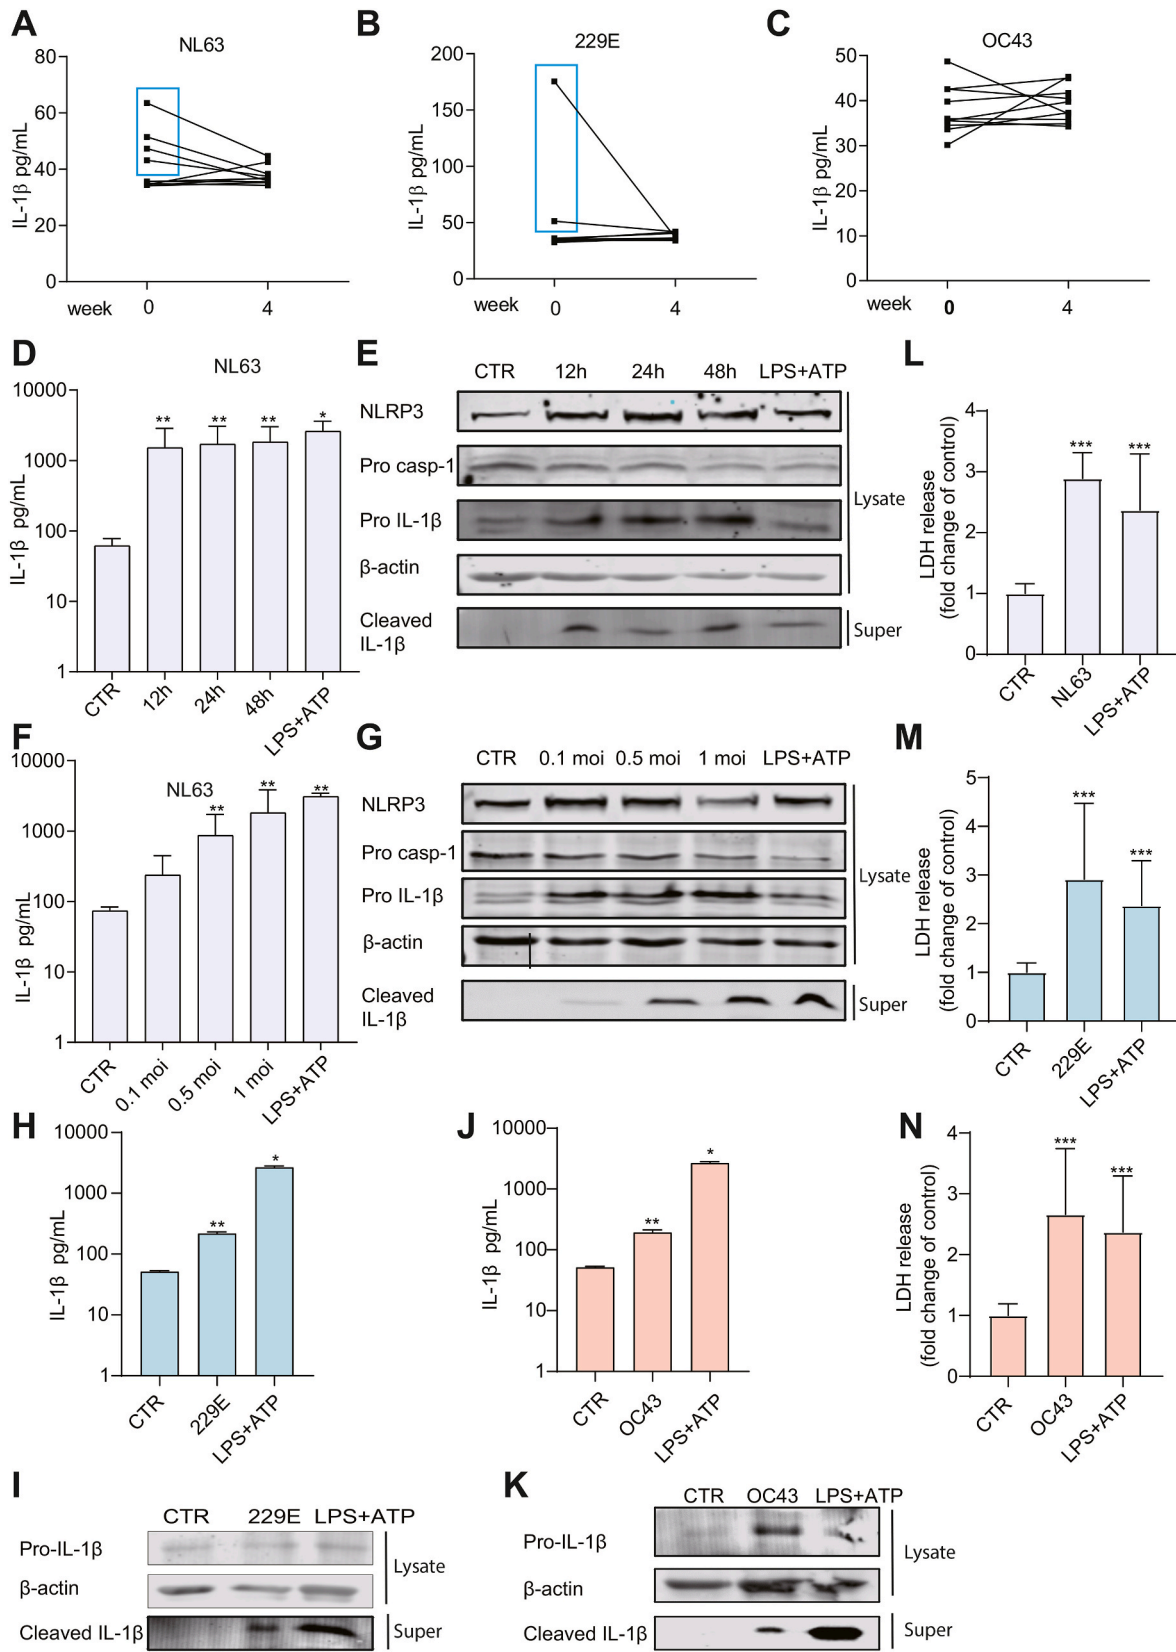 A
NL63
IL-1β pg/mL
80
60
40
20
0
week
0
4
B
229E
IL-1β pg/mL
200
150
100
50
0
week
0
4
C
OC43
IL-1β pg/mL
50
40
30
20
10
0
week
0
4
D
NL63
IL-1β pg/mL
10000
1000
100
10
1
** ** ** *
CTR
12h
24h
48h
LPS+ATP
E
CTR 12h 24h 48h LPS+ATP
NLRP3
Pro casp-1
Pro IL-1β
β-actin
Lysate
Cleaved
IL-1β
Super
L
LDH release
(fold change of control)
4
3
2
1
0
*** ***
CTR
NL63
LPS+ATP
F
NL63
IL-1β pg/mL
10000
1000
100
10
1
** ** **
CTR
0.1 moi
0.5 moi
1 moi
LPS+ATP
G
CTR 0.1 moi 0.5 moi 1 moi LPS+ATP
NLRP3
Pro casp-1
Pro IL-1β
β-actin
Lysate
Cleaved
IL-1β
Super
M
LDH release
(fold change of control)
5
4
3
2
1
0
*** ***
CTR
229E
LPS+ATP
H
IL-1β pg/mL
10000
1000
100
10
1
** *
CTR
229E
LPS+ATP
J
IL-1β pg/mL
10000
1000
100
10
1
** *
CTR
OC43
LPS+ATP
N
LDH release
(fold change of control)
4
3
2
1
0
*** ***
CTR
OC43
LPS+ATP
I
CTR 229E LPS+ATP
Pro-IL-1β
β-actin
Lysate
Cleaved IL-1β
Super
K
CTR OC43 LPS+ATP
Pro-IL-1β
β-actin
Lysate
Cleaved IL-1β
Super